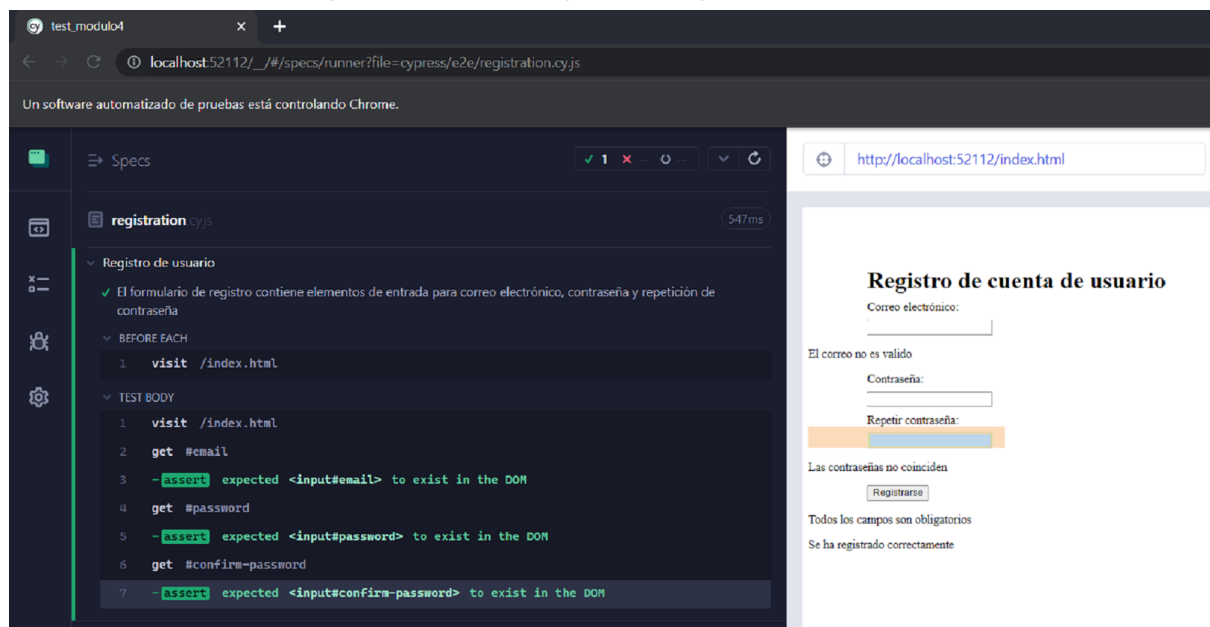 cy test_modulo4 × +
localhost:52112/__/#/specs/runner?file=cypress/e2e/registration.cy.js
Un software automatizado de pruebas está controlando Chrome.
Specs
✓ 1 × -- --
http://localhost:52112/index.html
registration cy.js
547ms
Registro de usuario
✓ El formulario de registro contiene elementos de entrada para correo electrónico, contraseña y repetición de
contraseña
BEFORE EACH
1 visit /index.html
TEST BODY
1 visit /index.html
2 get #email
3 -assert expected <input#email> to exist in the DOM
4 get #password
5 -assert expected <input#password> to exist in the DOM
6 get #confirm-password
7 -assert expected <input#confirm-password> to exist in the DOM
Registro de cuenta de usuario
Correo electrónico:
El correo no es valido
Contraseña:
Repetir contraseña:
Las contraseñas no coinciden
Registrarse
Todos los campos son obligatorios
Se ha registrado correctamente